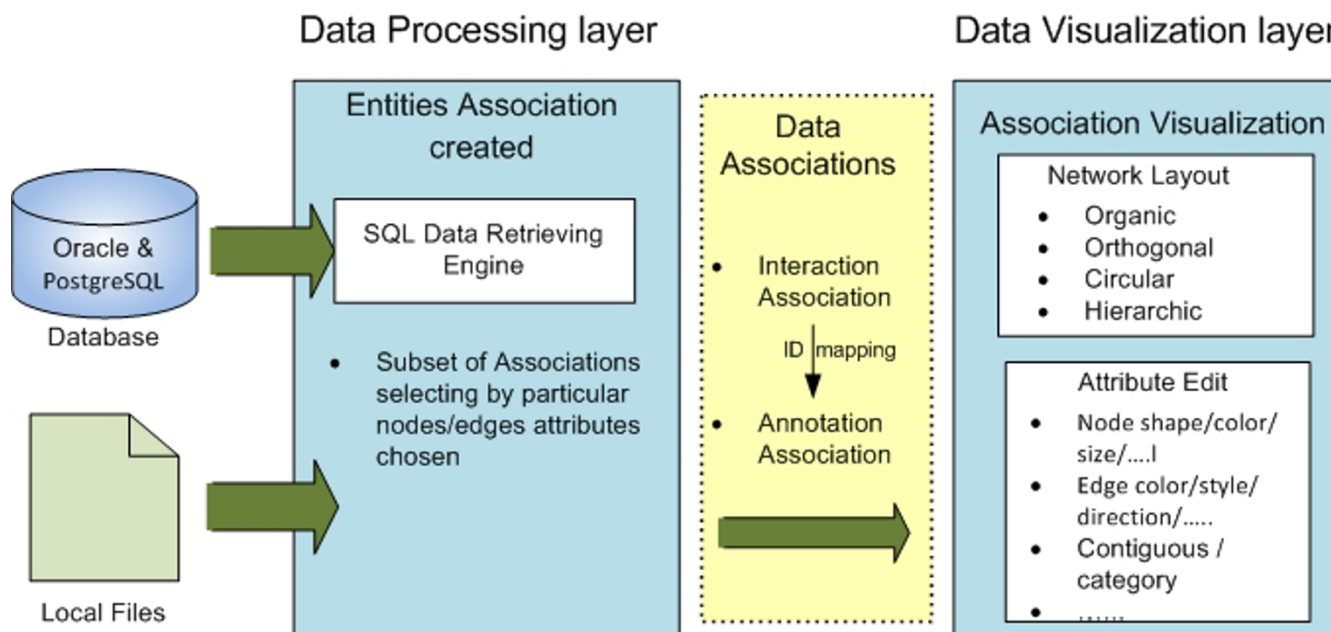 Data Processing layer
Data Visualization layer
Entities Association
created
SQL Data Retrieving
Engine
• Subset of Associations
selecting by particular
nodes/edges attributes
chosen
Oracle &
PostgreSQL
Database
Local Files
Data
Associations
• Interaction
Association
ID mapping
• Annotation
Association
Association Visualization
Network Layout
• Organic
• Orthogonal
• Circular
• Hierarchic
Attribute Edit
• Node shape/color/
size/....l
• Edge color/style/
direction/.....
• Contiguous /
category
• .......